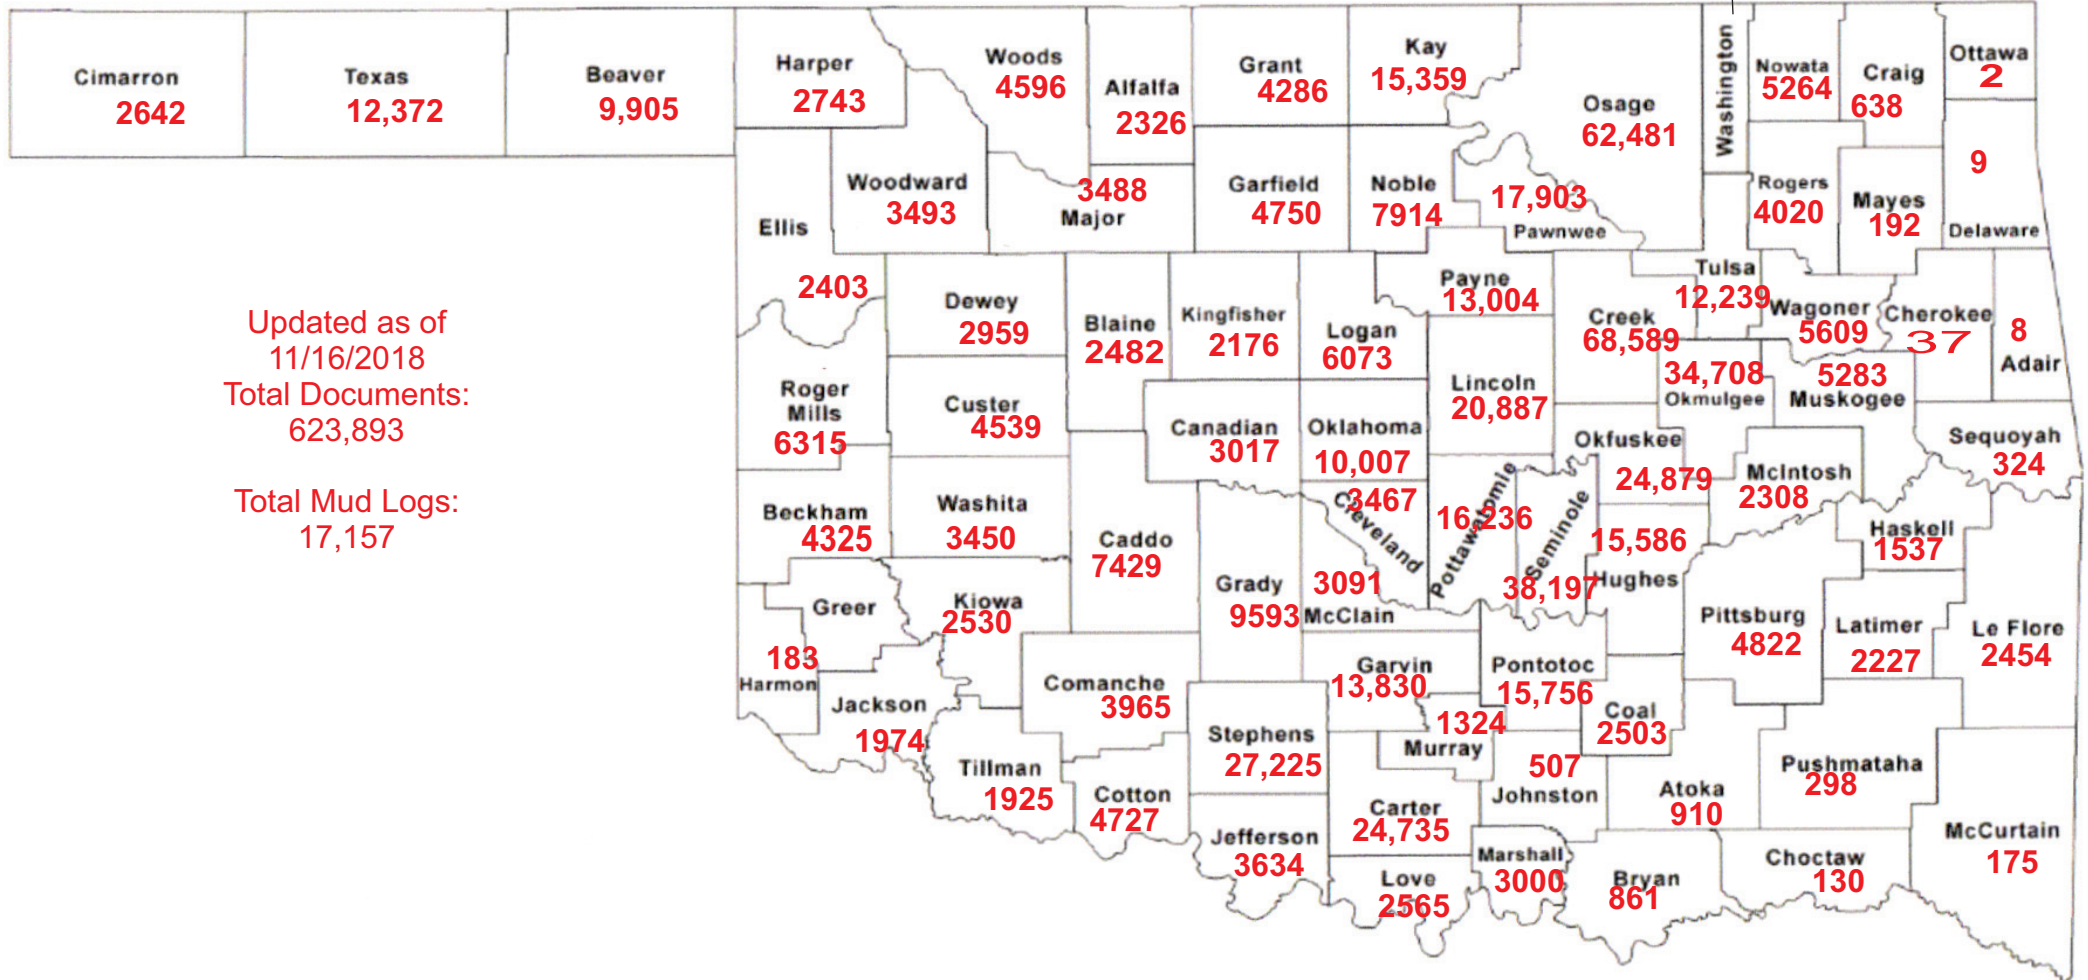 Cimarron
2642
Texas
12,372
Beaver
9,905
Harper
2743
Woods
4596
Alfalfa
2326
Grant
4286
Kay
15,359
Osage
62,481
Washington
Nowata
5264
Craig
638
Ottawa
2
Ellis
2403
Woodward
3493
3488
Major
Garfield
4750
Noble
7914
17,903
Pawnwee
Rogers
4020
Mayes
192
9
Delaware
Updated as of
11/16/2018
Total Documents:
623,893
Total Mud Logs:
17,157
Dewey
2959
Blaine
2482
Kingfisher
2176
Logan
6073
Payne
13,004
Creek
68,589
Tulsa
12,239
Wagoner
5609
Cherokee
37
8
Adair
Roger
Mills
6315
Custer
4539
Canadian
3017
Oklahoma
10,007
Lincoln
20,887
34,708
Okmulgee
5283
Muskogee
Okfuskee
24,879
McIntosh
2308
Sequoyah
324
Beckham
4325
Washita
3450
Caddo
7429
Grady
9593
3467
Cleveland
3091
McClain
16,236
Pottawatomie
Seminole
38,197
15,586
Hughes
Haskell
1537
Greer
Kiowa
2530
183
Harmon
Jackson
1974
Comanche
3965
Garvin
13,830
Pontotoc
15,756
Pittsburg
4822
Latimer
2227
Le Flore
2454
Tillman
1925
Cotton
4727
Stephens
27,225
1324
Murray
Coal
2503
507
Johnston
Atoka
910
Pushmataha
298
Jefferson
3634
Carter
24,735
Love
2565
Marshall
3000
Bryan
861
Choctaw
130
McCurtain
175